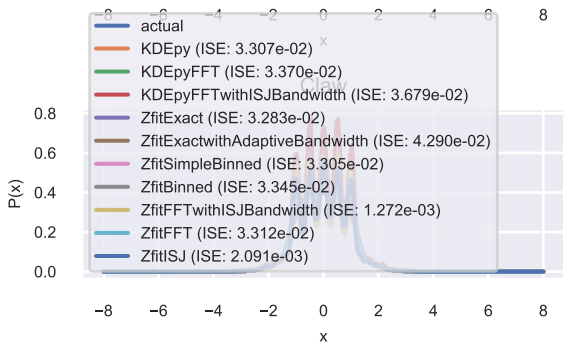 −8 −6 −4 −2 0 2 4 6 8
x
actual
KDEpy (ISE: 3.307e-02)
KDEpyFFT (ISE: 3.370e-02)
Claw
KDEpyFFTwithISJBandwidth (ISE: 3.679e-02)
ZfitExact (ISE: 3.283e-02)
ZfitExactwithAdaptiveBandwidth (ISE: 4.290e-02)
ZfitSimpleBinned (ISE: 3.305e-02)
ZfitBinned (ISE: 3.345e-02)
ZfitFFTwithISJBandwidth (ISE: 1.272e-03)
ZfitFFT (ISE: 3.312e-02)
ZfitISJ (ISE: 2.091e-03)
P(x)
0.8
0.6
0.4
0.2
0.0
−8 −6 −4 −2 0 2 4 6 8
x